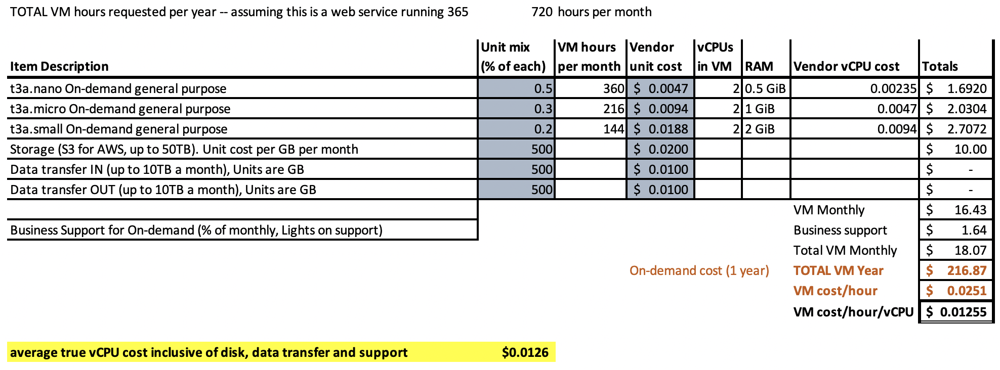 TOTAL VM hours requested per year -- assuming this is a web service running 365 720 hours per month
Unit mix VM hours Vendor vCPUs
Item Description (% of each) per month unit cost in VM RAM Vendor vCPU cost Totals
t3a.nano On-demand general purpose 0.5 360 $ 0.0047 2 0.5 GiB 0.00235 $ 1.6920
t3a.micro On-demand general purpose 0.3 216 $ 0.0094 2 1 GiB 0.0047 $ 2.0304
t3a.small On-demand general purpose 0.2 144 $ 0.0188 2 2 GiB 0.0094 $ 2.7072
Storage (S3 for AWS, up to 50TB). Unit cost per GB per month 500 $ 0.0200 $ 10.00
Data transfer IN (up to 10TB a month), Units are GB 500 $ 0.0100 $ -
Data transfer OUT (up to 10TB a month), Units are GB 500 $ 0.0100 $ -
VM Monthly $ 16.43
Business Support for On-demand (% of monthly, Lights on support) Business support $ 1.64
Total VM Monthly $ 18.07
On-demand cost (1 year) TOTAL VM Year $ 216.87
VM cost/hour $ 0.0251
VM cost/hour/vCPU $ 0.01255
average true vCPU cost inclusive of disk, data transfer and support $0.0126